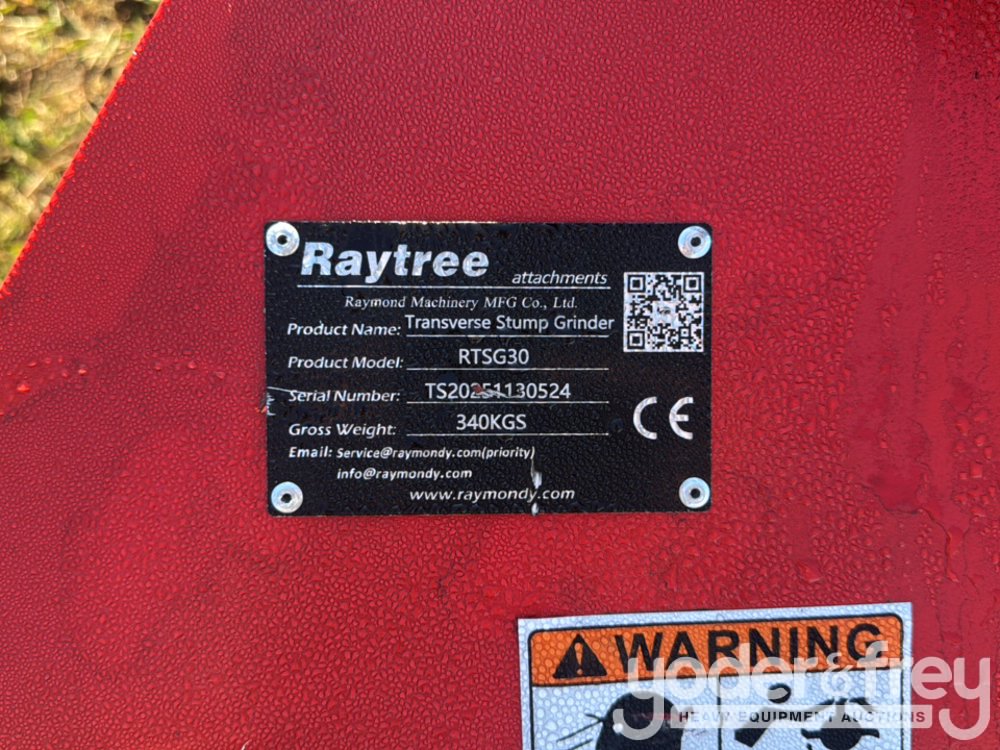 Raytree attachments
Raymond Machinery MFG Co., Ltd.
Product Name: Transverse Stump Grinder
Product Model: RTSG30
Serial Number: TS20251130524
Gross Weight: 340KGS
CE
Email: Service@raymondy.com(priority)
info@raymondy.com
www.raymondy.com
WARNING
yoder & frey
HEAVY EQUIPMENT AUCTIONS